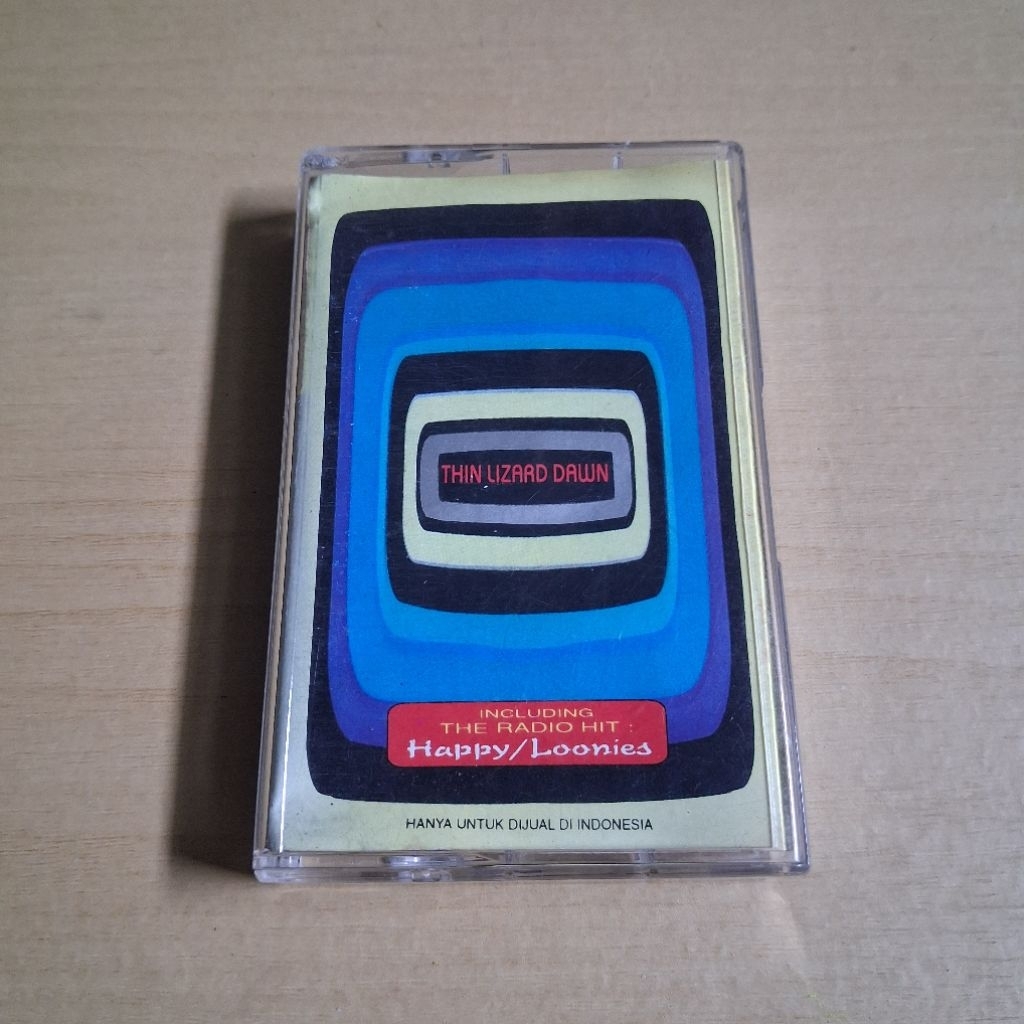 THIN LIZARD DAWN
INCLUDING
THE RADIO HIT :
Happy/Loonies
HANYA UNTUK DIJUAL DI INDONESIA